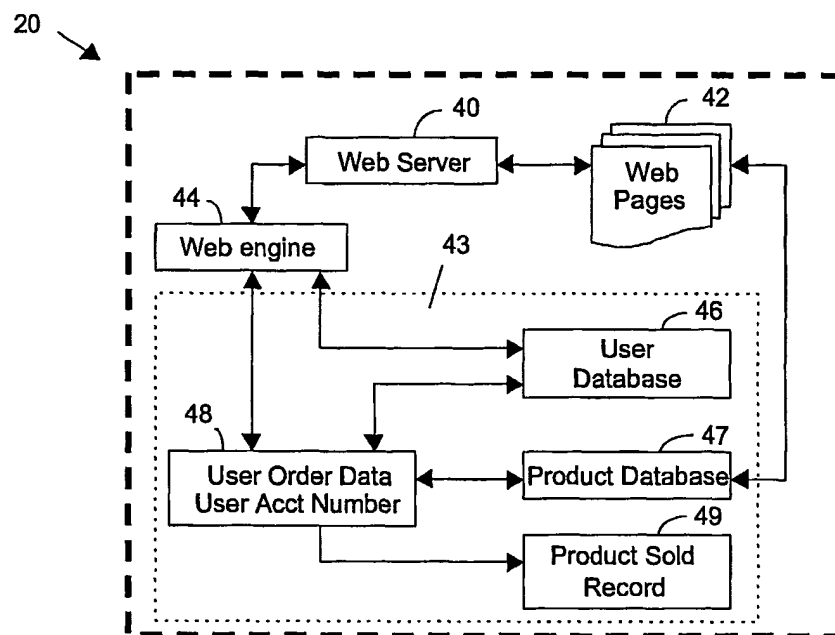 20
40
42
Web Server
Web
Pages
44
Web engine
43
46
User
Database
48
47
User Order Data
User Acct Number
Product Database
49
Product Sold
Record